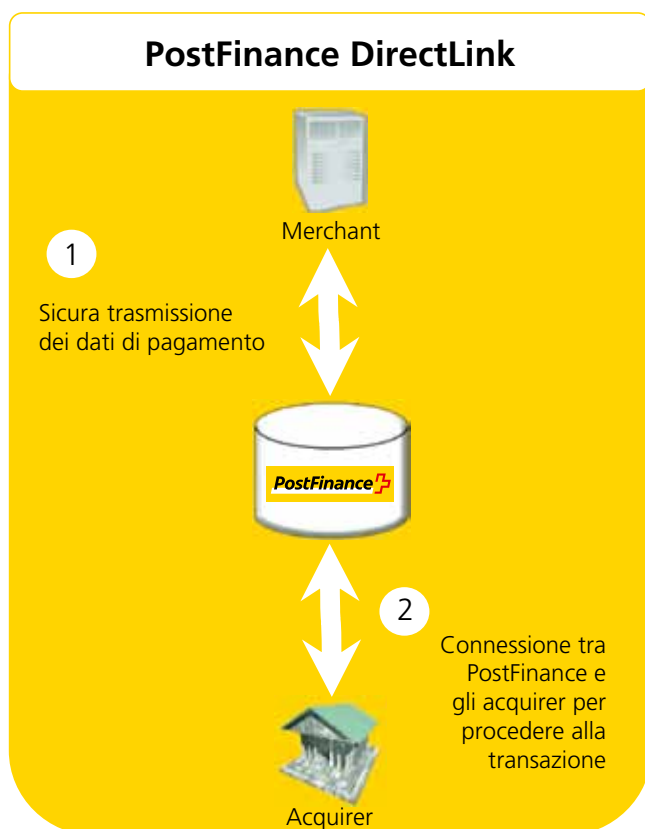 PostFinance DirectLink
Merchant
1
Sicura trasmissione
dei dati di pagamento
PostFinance
2
Connessione tra
PostFinance e
gli acquirer per
procedere alla
transazione
Acquirer